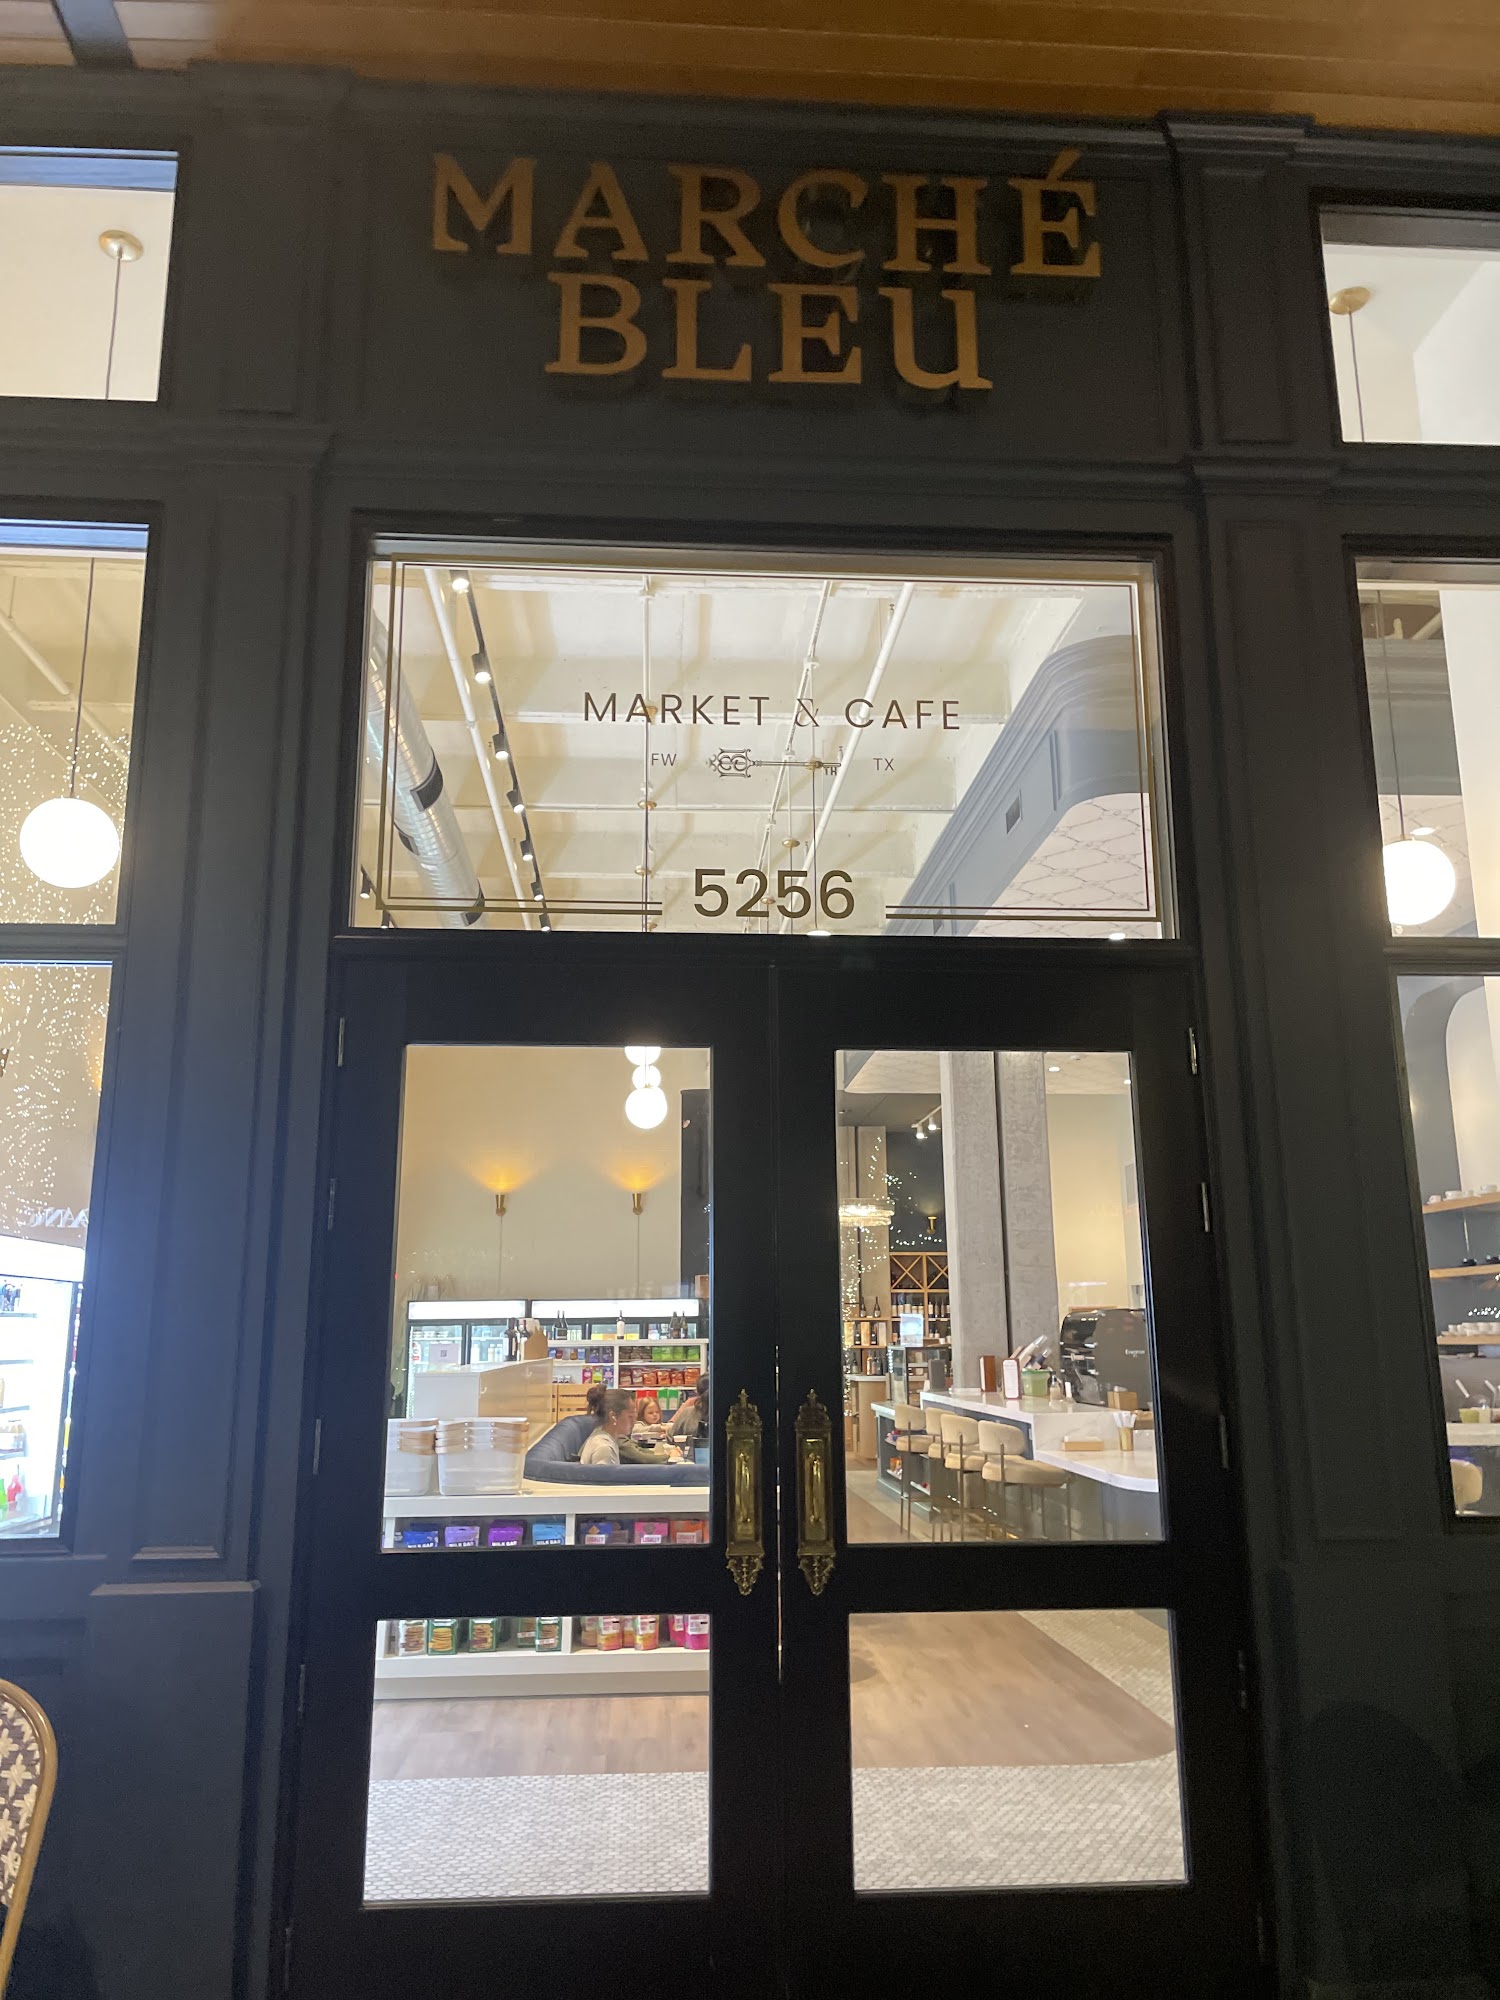 MARCHÉ
BLEU
MARKET & CAFE
FW TX
5256